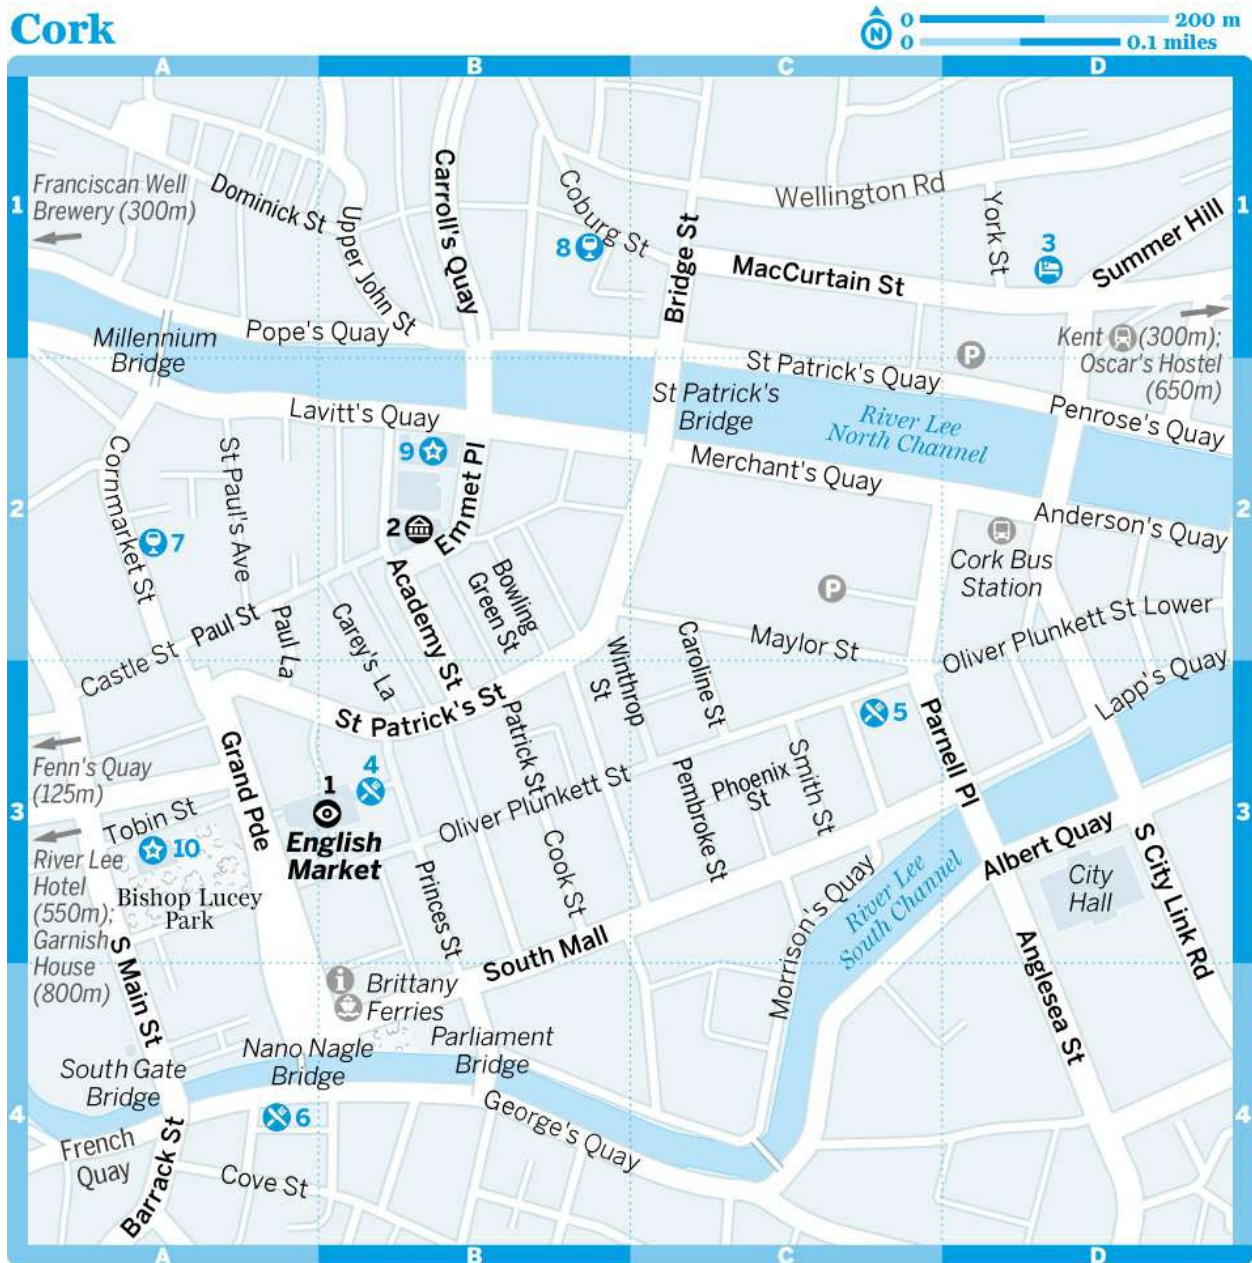 Cork
N
0
200 m
0
0.1 miles
A
B
C
D
1
1
Franciscan Well
Brewery (300m)
Dominick St
Upper John St
Carroll's Quay
Coburg St
8
Bridge St
Wellington Rd
York St
3
Summer Hill
MacCurtain St
Kent (300m);
Oscar's Hostel
(650m)
P
Millennium
Bridge
Pope's Quay
St Patrick's Quay
St Patrick's
Bridge
River Lee
North Channel
Penrose's Quay
Lavitt's Quay
Merchant's Quay
Anderson's Quay
2
2
Cornmarket St
St Paul's Ave
9
Emmet Pl
2
7
Academy St
Bowling
Green St
Cork Bus
Station
P
Castle St
Paul St
Paul La
Carey's La
Maylor St
Oliver Plunkett St Lower
Winthrop
St
Caroline St
Lapp's Quay
St Patrick's St
Patrick St
5
Parnell Pl
Fenn's Quay
(125m)
Grand Pde
4
1
English
Market
Oliver Plunkett St
Pembroke St
Phoenix
St
Smith St
3
3
Tobin St
10
Bishop Lucey
Park
River Lee
Hotel
(550m);
Garnish
House
(800m)
Princes St
Cook St
South Mall
Morrison's Quay
River Lee
South Channel
Albert Quay
City
Hall
S City Link Rd
S Main St
i
Brittany
Ferries
Anglesea St
South Gate
Bridge
Nano Nagle
Bridge
Parliament
Bridge
4
4
6
George's Quay
French
Quay
Barrack St
Cove St
A
B
C
D